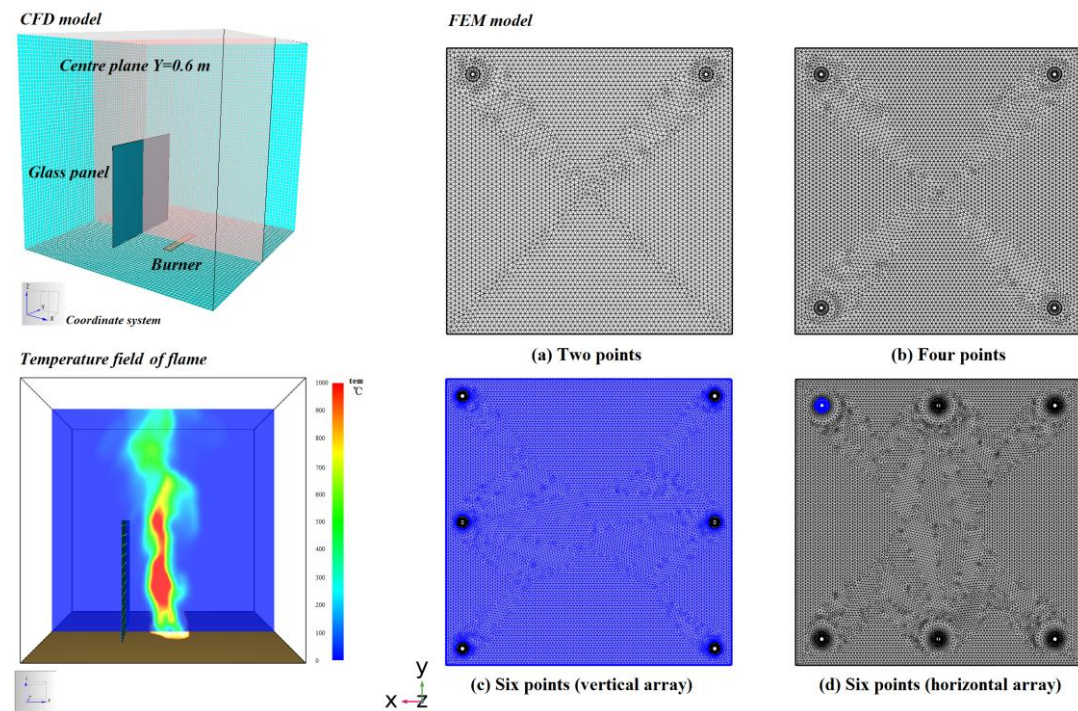 CFD model
Centre plane Y=0.6 m
Glass panel
Burner
Z
Y
X
Coordinate system
Temperature field of flame
tem
℃
1000
900
800
700
600
500
400
300
200
100
0
FEM model
(a) Two points
(b) Four points
(c) Six points (vertical array)
(d) Six points (horizontal array)
y
x
z